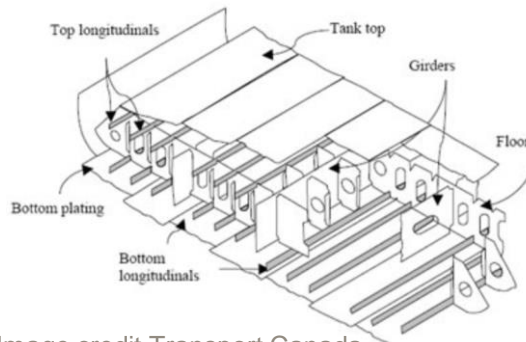 Top longitudinals
Tank top
Girders
Floor
Bottom plating
Bottom
longitudinals
Image credit Transport Canada